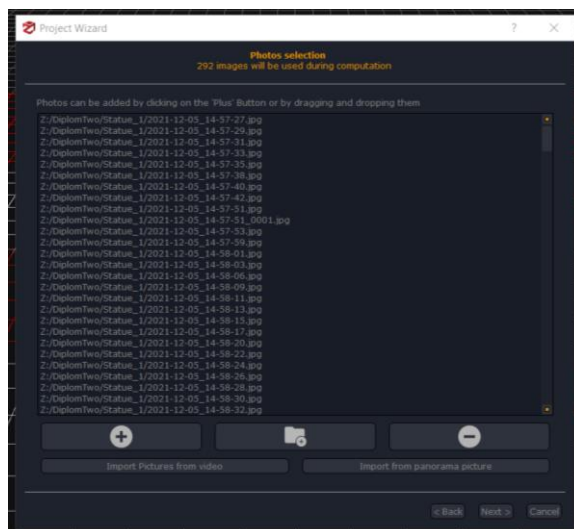 Project Wizard
Photos selection
292 images will be used during computation
Photos can be added by clicking on the 'Plus' Button or by dragging and dropping them
Z:/DiplomTwo/Statue_1/2021-12-05_14-57-27.jpg
Z:/DiplomTwo/Statue_1/2021-12-05_14-57-29.jpg
Z:/DiplomTwo/Statue_1/2021-12-05_14-57-31.jpg
Z:/DiplomTwo/Statue_1/2021-12-05_14-57-33.jpg
Z:/DiplomTwo/Statue_1/2021-12-05_14-57-35.jpg
Z:/DiplomTwo/Statue_1/2021-12-05_14-57-38.jpg
Z:/DiplomTwo/Statue_1/2021-12-05_14-57-40.jpg
Z:/DiplomTwo/Statue_1/2021-12-05_14-57-42.jpg
Z:/DiplomTwo/Statue_1/2021-12-05_14-57-51.jpg
Z:/DiplomTwo/Statue_1/2021-12-05_14-57-51_0001.jpg
Z:/DiplomTwo/Statue_1/2021-12-05_14-57-53.jpg
Z:/DiplomTwo/Statue_1/2021-12-05_14-57-59.jpg
Z:/DiplomTwo/Statue_1/2021-12-05_14-58-01.jpg
Z:/DiplomTwo/Statue_1/2021-12-05_14-58-03.jpg
Z:/DiplomTwo/Statue_1/2021-12-05_14-58-06.jpg
Z:/DiplomTwo/Statue_1/2021-12-05_14-58-09.jpg
Z:/DiplomTwo/Statue_1/2021-12-05_14-58-11.jpg
Z:/DiplomTwo/Statue_1/2021-12-05_14-58-13.jpg
Z:/DiplomTwo/Statue_1/2021-12-05_14-58-15.jpg
Z:/DiplomTwo/Statue_1/2021-12-05_14-58-17.jpg
Z:/DiplomTwo/Statue_1/2021-12-05_14-58-20.jpg
Z:/DiplomTwo/Statue_1/2021-12-05_14-58-22.jpg
Z:/DiplomTwo/Statue_1/2021-12-05_14-58-24.jpg
Z:/DiplomTwo/Statue_1/2021-12-05_14-58-26.jpg
Z:/DiplomTwo/Statue_1/2021-12-05_14-58-28.jpg
Z:/DiplomTwo/Statue_1/2021-12-05_14-58-30.jpg
Z:/DiplomTwo/Statue_1/2021-12-05_14-58-32.jpg
Import Pictures from video Import from panorama picture
< Back Next > Cancel